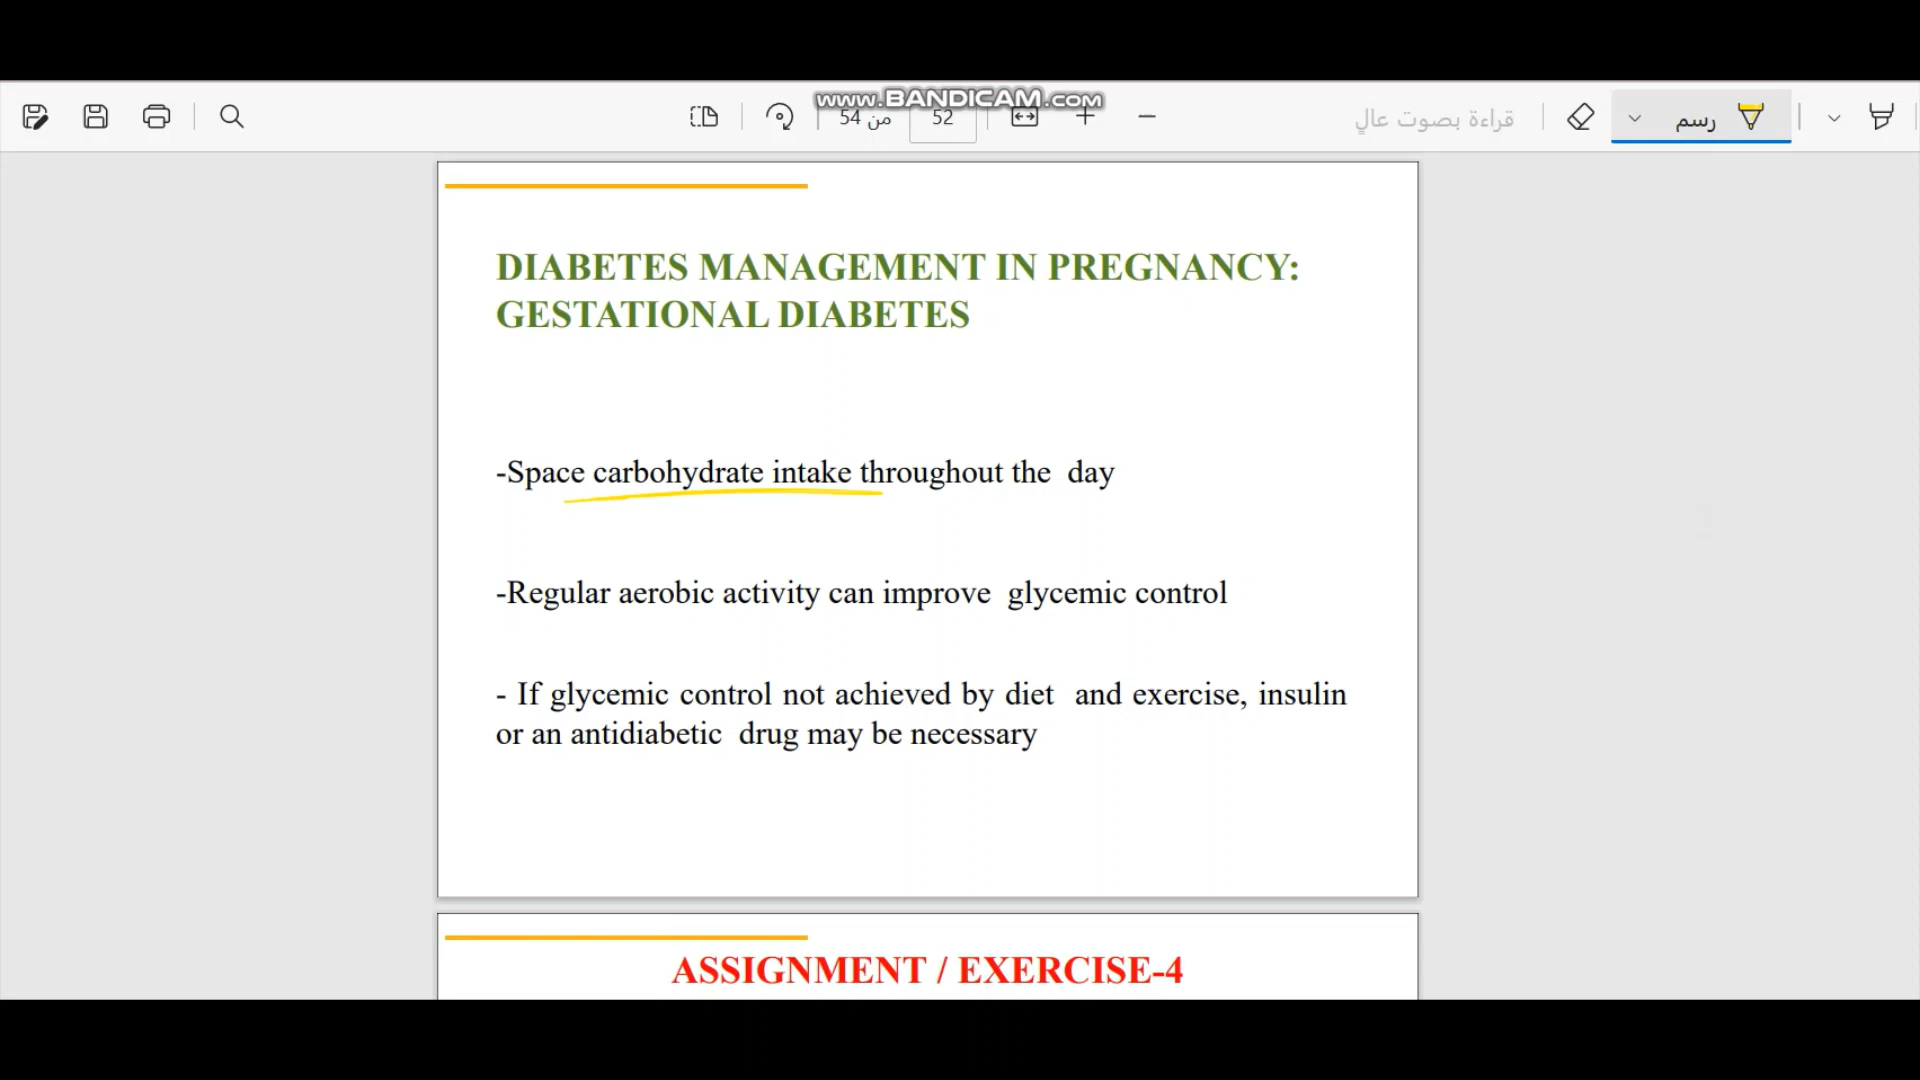 www.BANDICAM.com
52 من 54
قراءة بصوت عالٍ
رسم
DIABETES MANAGEMENT IN PREGNANCY:
GESTATIONAL DIABETES
-Space carbohydrate intake throughout the day
-Regular aerobic activity can improve glycemic control
- If glycemic control not achieved by diet and exercise, insulin
or an antidiabetic drug may be necessary
ASSIGNMENT / EXERCISE-4